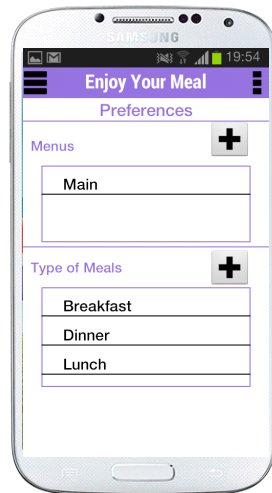 SAMSUNG
19:54
Enjoy Your Meal
Preferences
Menus
Main
Type of Meals
Breakfast
Dinner
Lunch